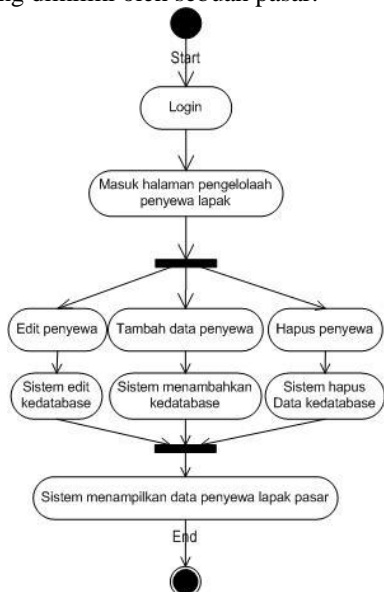 dimiliki oleh sebuah pasar.
Start
Login
Masuk halaman pengelolaah
penyewa lapak
Edit penyewa
Tambah data penyewa
Hapus penyewa
Sistem edit
kedatabase
Sistem menambahkan
kedatabase
Sistem hapus
Data kedatabase
Sistem menampilkan data penyewa lapak pasar
End